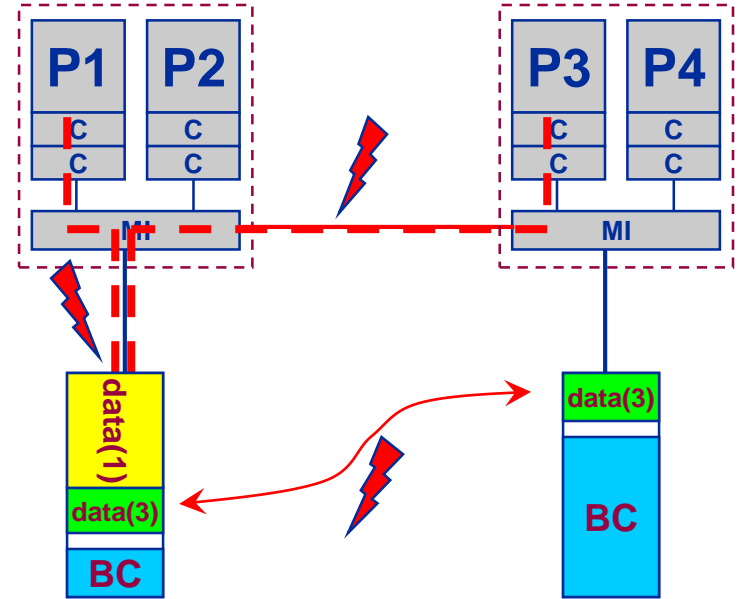 P1 P2 P3 P4
C C C C
C C C C
MI MI
data(1)
data(3) data(3)
BC BC